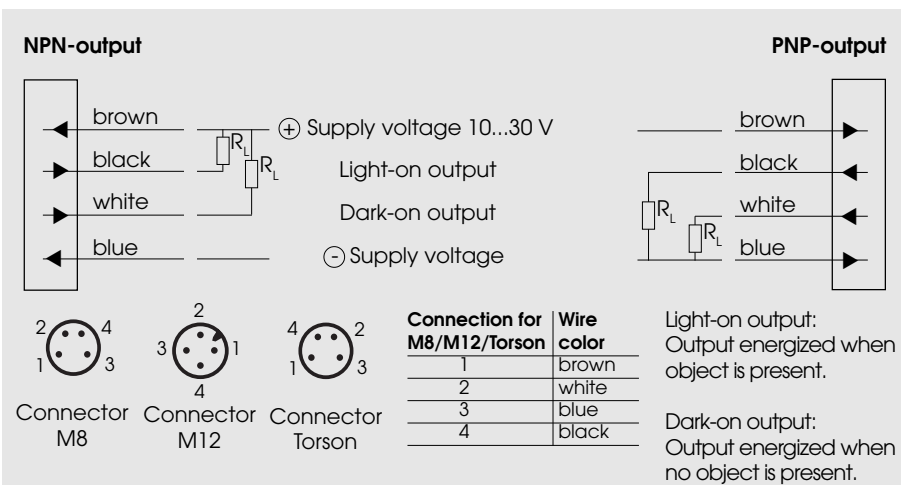 NPN-output
PNP-output
brown
R_L
⊕ Supply voltage 10...30 V
brown
black
R_L
Light-on output
black
white
Dark-on output
R_L
white
R_L
blue
⊖ Supply voltage
blue
2 4
1 3
Connector
M8
2
3 1
4
Connector
M12
4 2
1 3
Connector
Torson
Connection for M8/M12/Torson | Wire color
1 brown
2 white
3 blue
4 black
Light-on output:
Output energized when
object is present.
Dark-on output:
Output energized when
no object is present.